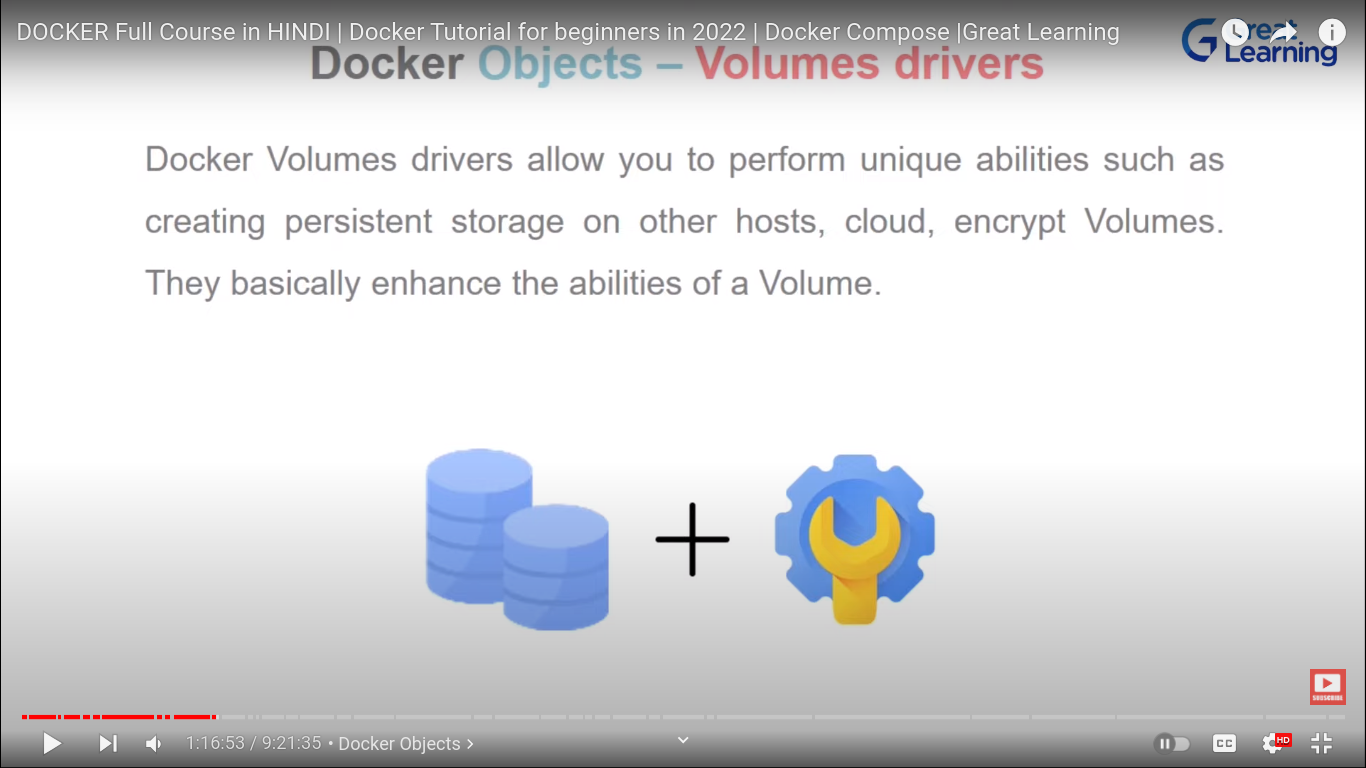 DOCKER Full Course in HINDI | Docker Tutorial for beginners in 2022 | Docker Compose |Great Learning
Great
Learning
Docker Objects – Volumes drivers
Docker Volumes drivers allow you to perform unique abilities such as
creating persistent storage on other hosts, cloud, encrypt Volumes.
They basically enhance the abilities of a Volume.
SUBSCRIBE
1:16:53 / 9:21:35 • Docker Objects >
CC
HD